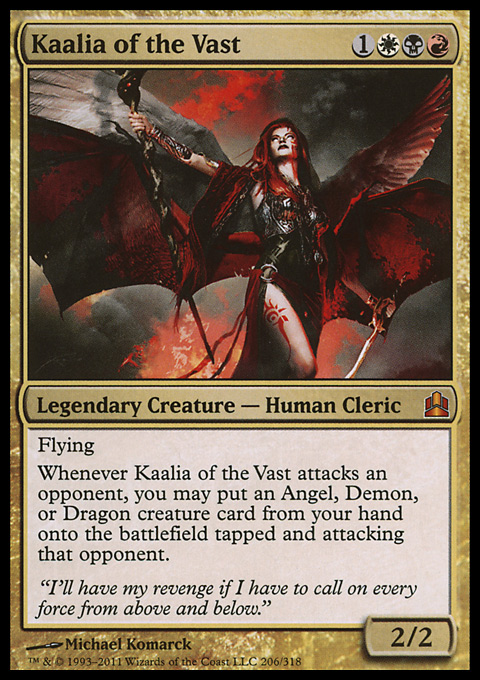 Kaalia of the Vast 1
Legendary Creature — Human Cleric
Flying
Whenever Kaalia of the Vast attacks an
opponent, you may put an Angel, Demon,
or Dragon creature card from your hand
onto the battlefield tapped and attacking
that opponent.
“I’ll have my revenge if I have to call on every
force from above and below.”
Michael Komarck
2/2
™ & © 1993–2011 Wizards of the Coast LLC 206/318